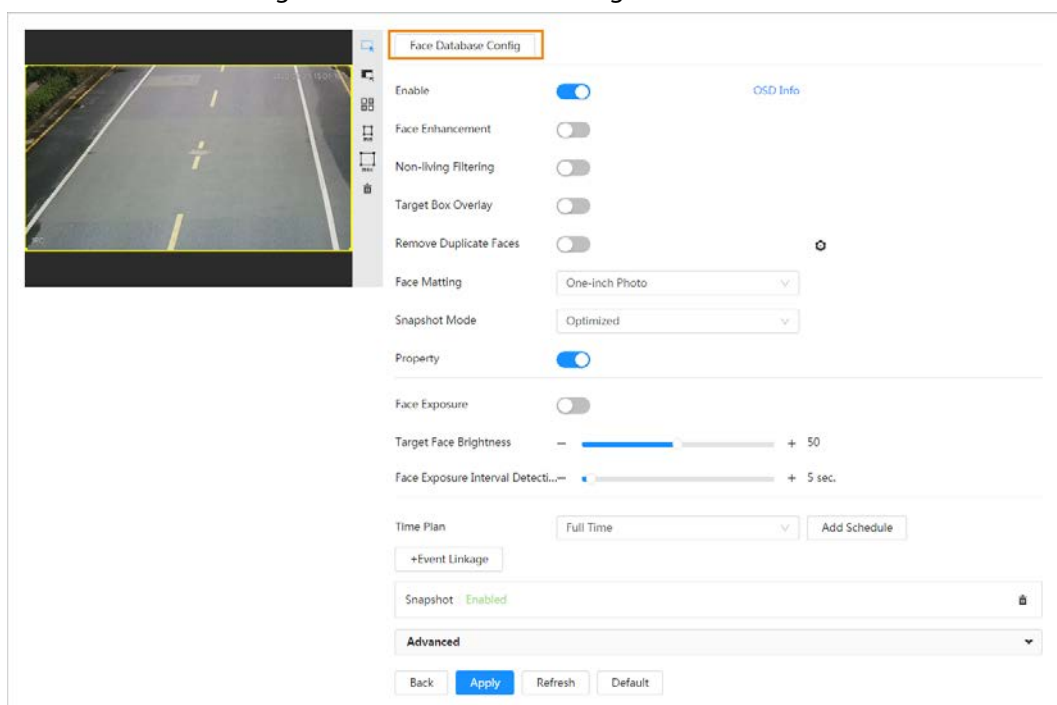 Face Database Config
Enable
OSD Info
Face Enhancement
Non-living Filtering
Target Box Overlay
Remove Duplicate Faces
Face Matting
One-inch Photo
Snapshot Mode
Optimized
Property
Face Exposure
Target Face Brightness
50
Face Exposure Interval Detecti...
5 sec.
Time Plan
Full Time
Add Schedule
+Event Linkage
Snapshot Enabled
Advanced
Back
Apply
Refresh
Default